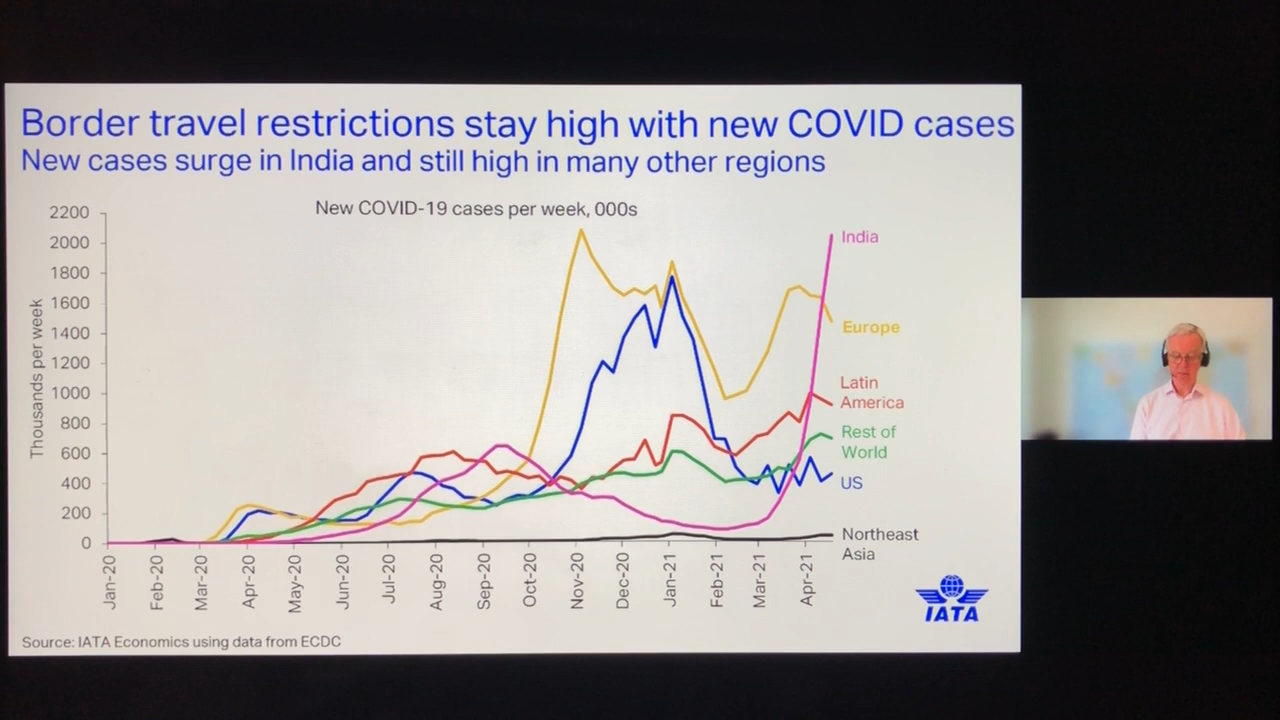 Border travel restrictions stay high with new COVID cases
New cases surge in India and still high in many other regions
New COVID-19 cases per week, 000s
Thousands per week
2200
2000
1800
1600
1400
1200
1000
800
600
400
200
0
India
Europe
Latin
America
Rest of
World
US
Northeast
Asia
Jan-20
Feb-20
Mar-20
Apr-20
May-20
Jun-20
Jul-20
Aug-20
Sep-20
Oct-20
Nov-20
Dec-20
Jan-21
Feb-21
Mar-21
Apr-21
IATA
Source: IATA Economics using data from ECDC